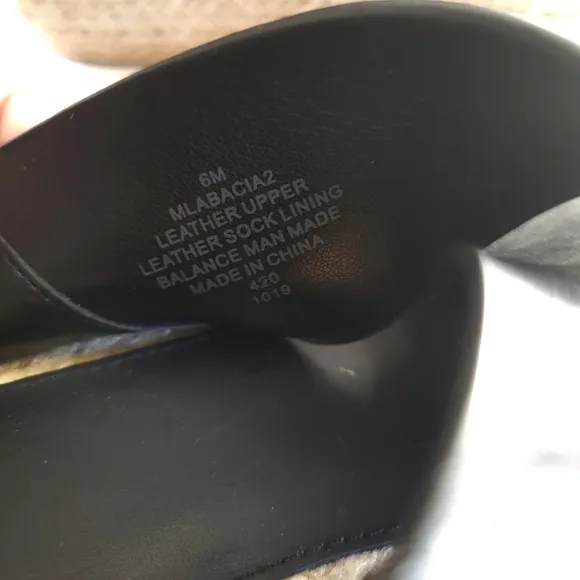 6M
MLABACIA2
LEATHER UPPER
LEATHER SOCK LINING
BALANCE MAN MADE
MADE IN CHINA
420
1019